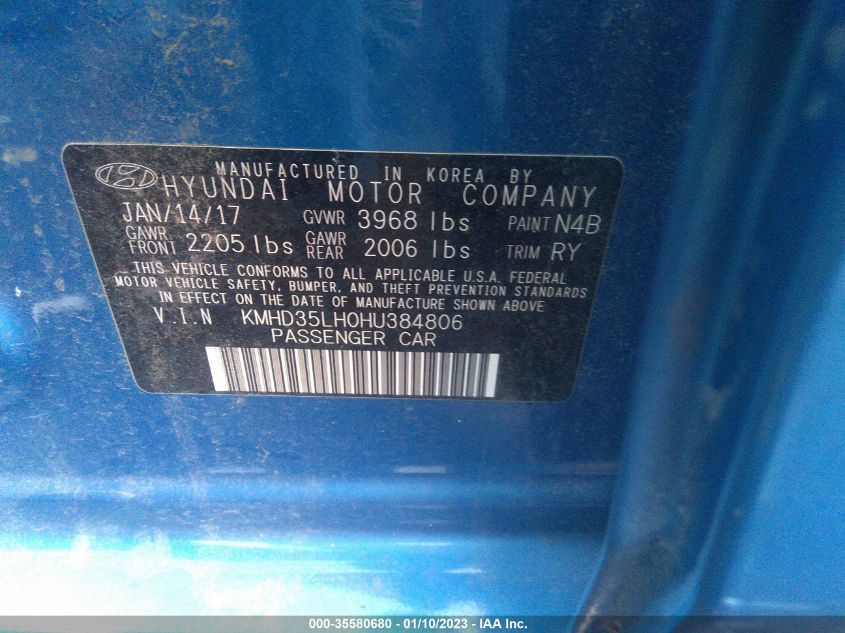 MANUFACTURED IN KOREA BY
HYUNDAI MOTOR COMPANY
JAN/14/17 GVWR 3968 lbs PAINT N4B
GAWR FRONT 2205 lbs GAWR REAR 2006 lbs TRIM RY
THIS VEHICLE CONFORMS TO ALL APPLICABLE U.S.A. FEDERAL
MOTOR VEHICLE SAFETY, BUMPER, AND THEFT PREVENTION STANDARDS
IN EFFECT ON THE DATE OF MANUFACTURE SHOWN ABOVE
V.I.N KMHD35LH0HU384806
PASSENGER CAR
000-35580680 - 01/10/2023 - IAA Inc.